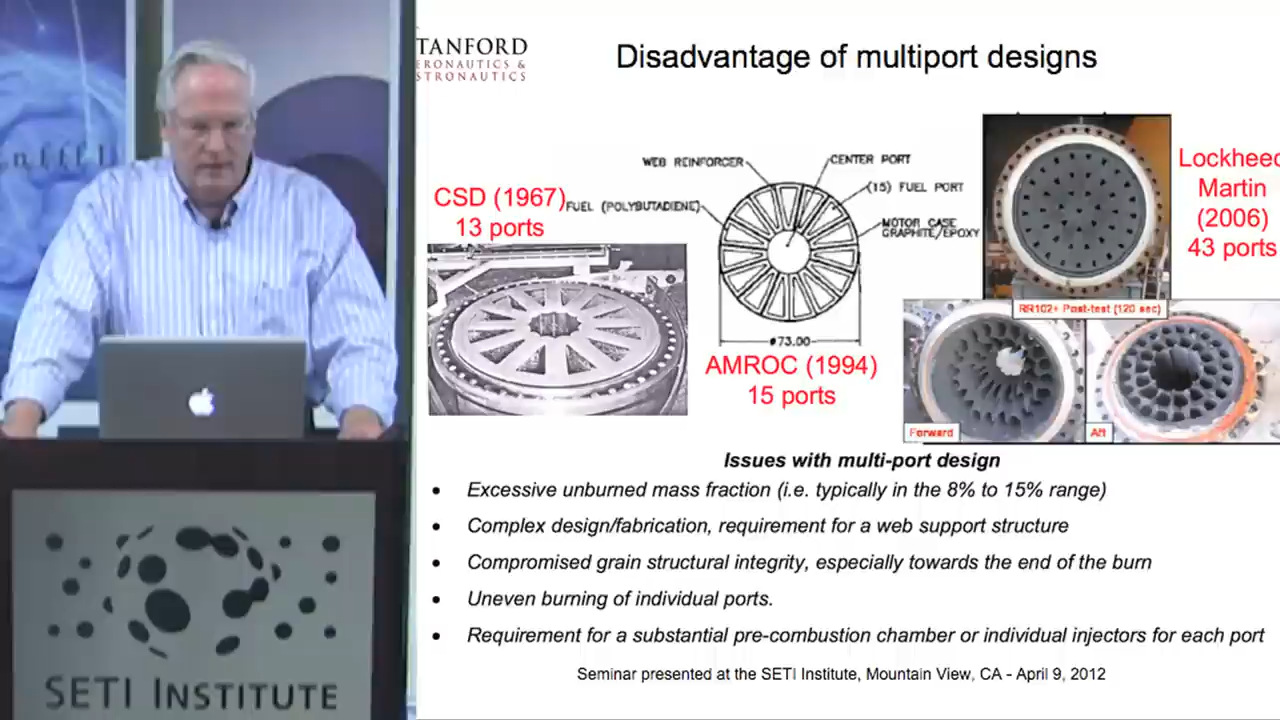 TANFORD
ERONAUTICS &
STRONAUTICS
Disadvantage of multiport designs
CSD (1967)
13 ports
WEB REINFORCER
CENTER PORT
(15) FUEL PORT
FUEL (POLYBUTADIENE)
MOTOR CASE
GRAPHITE/EPOXY
ø73.00
AMROC (1994)
15 ports
Lockheed
Martin
(2006)
43 ports
RR102+ Post-test (120 sec)
Forward
Aft
Issues with multi-port design
• Excessive unburned mass fraction (i.e. typically in the 8% to 15% range)
• Complex design/fabrication, requirement for a web support structure
• Compromised grain structural integrity, especially towards the end of the burn
• Uneven burning of individual ports.
• Requirement for a substantial pre-combustion chamber or individual injectors for each port
Seminar presented at the SETI Institute, Mountain View, CA - April 9, 2012
SETI INSTITUTE